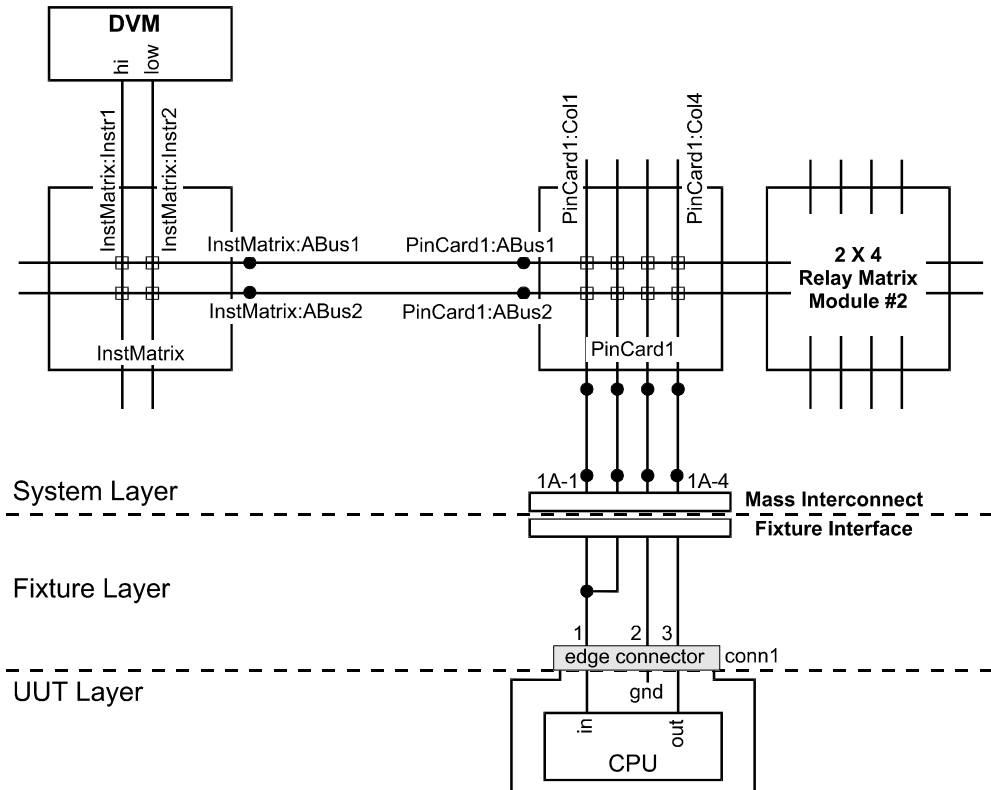 DVM
hi
low
InstMatrix:Instr1
InstMatrix:Instr2
PinCard1:Col1
PinCard1:Col4
InstMatrix:ABus1
PinCard1:ABus1
InstMatrix:ABus2
PinCard1:ABus2
2 X 4
Relay Matrix
Module #2
InstMatrix
PinCard1
1A-1
1A-4
System Layer
Mass Interconnect
Fixture Interface
Fixture Layer
1
2
3
edge connector
conn1
UUT Layer
gnd
in
out
CPU